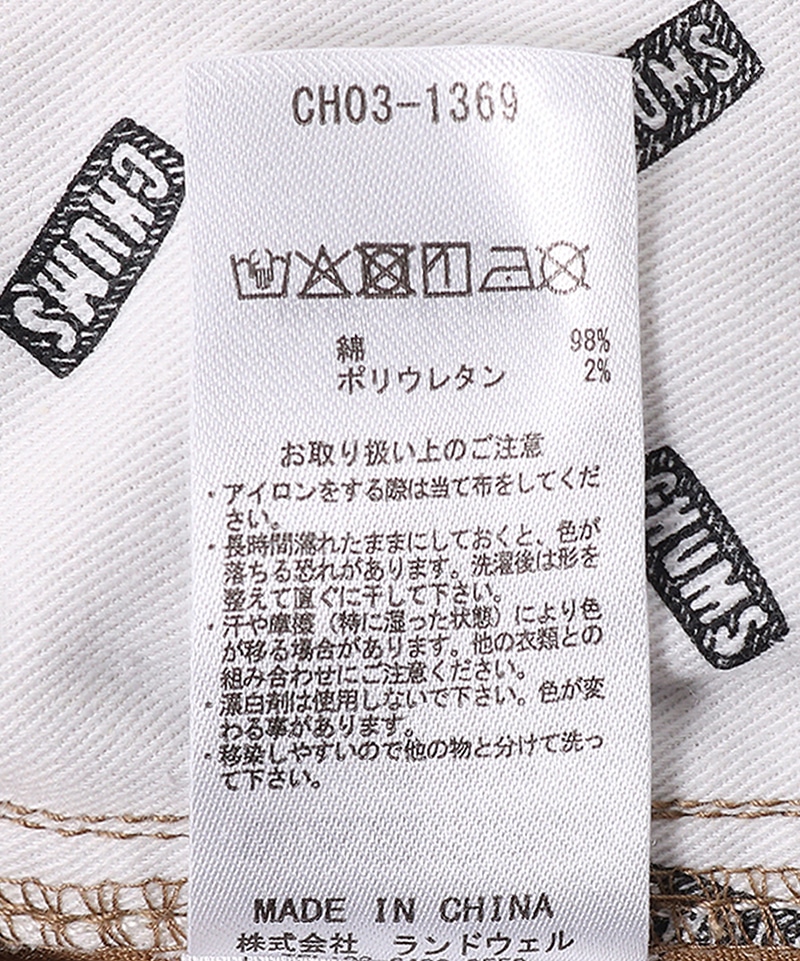 CH03-1369
綿 98%
ポリウレタン 2%
お取り扱い上のご注意
・アイロンをする際は当て布をしてくだ
さい。
・長時間濡れたままにしておくと、色が
落ちる恐れがあります。洗濯後は形を
整えて直ぐに干して下さい。
・汗や摩擦（特に湿った状態）により色
が移る場合があります。他の衣類との
組み合わせにご注意ください。
・漂白剤は使用しないで下さい。色が変
わる事があります。
・移染しやすいので他の物と分けて洗っ
て下さい。
MADE IN CHINA
株式会社 ランドウェル
CHUMS
UMS
CHUMS